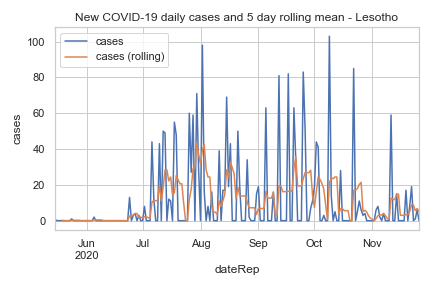 New COVID-19 daily cases and 5 day rolling mean - Lesotho
cases
cases (rolling)
100
80
60
40
20
0
cases
Jun
2020
Jul
Aug
Sep
Oct
Nov
dateRep